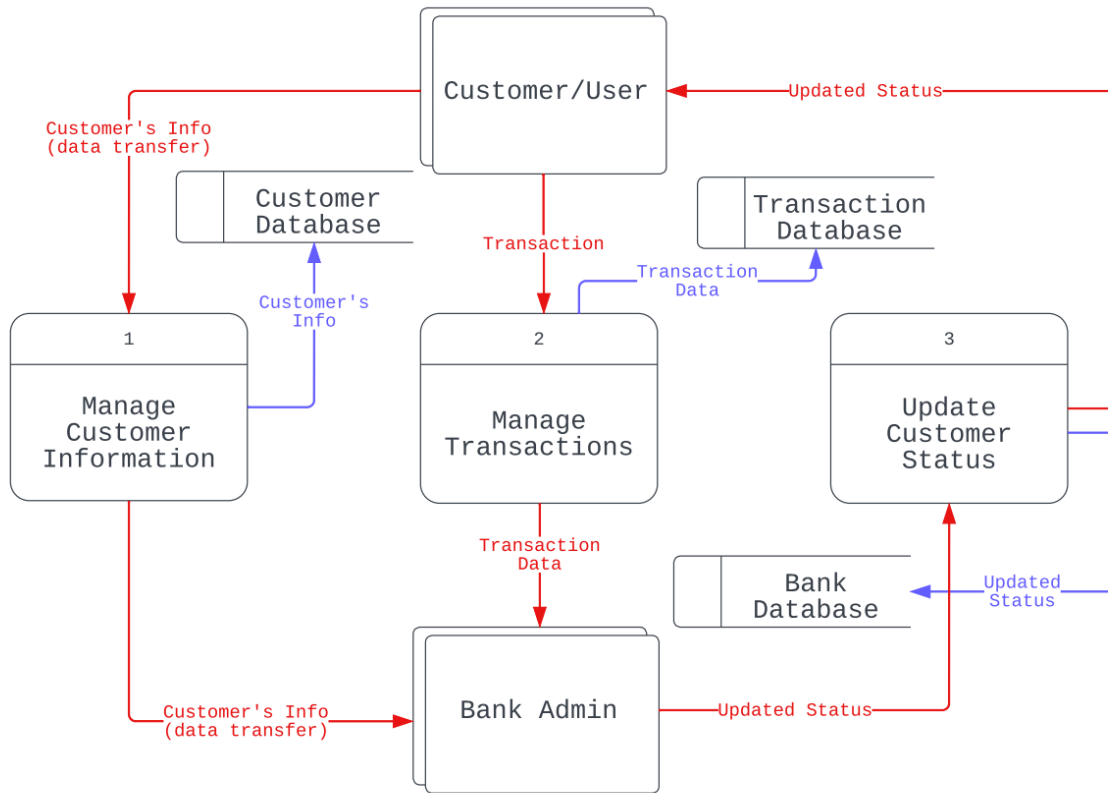 Customer/User
Updated Status
Customer's Info
(data transfer)
Customer
Database
Transaction
Database
Transaction
Transaction
Data
Customer's
Info
1
2
3
Manage
Customer
Information
Manage
Transactions
Update
Customer
Status
Transaction
Data
Bank
Database
Updated
Status
Customer's Info
(data transfer)
Bank Admin
Updated Status